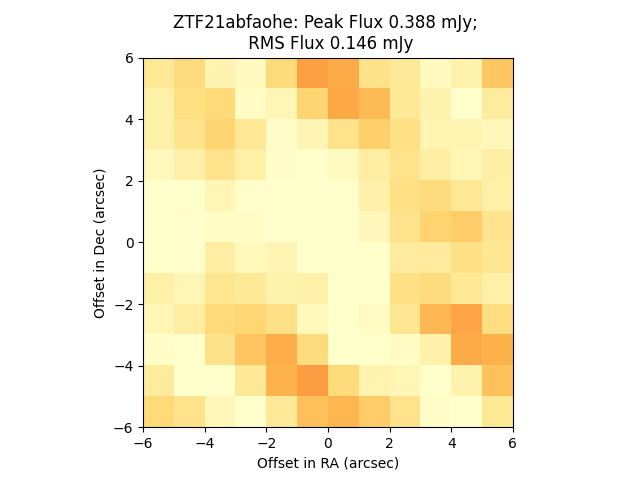 ZTF21abfaohe: Peak Flux 0.388 mJy;
RMS Flux 0.146 mJy
6
4
2
0
−2
−4
−6
Offset in Dec (arcsec)
−6 −4 −2 0 2 4 6
Offset in RA (arcsec)